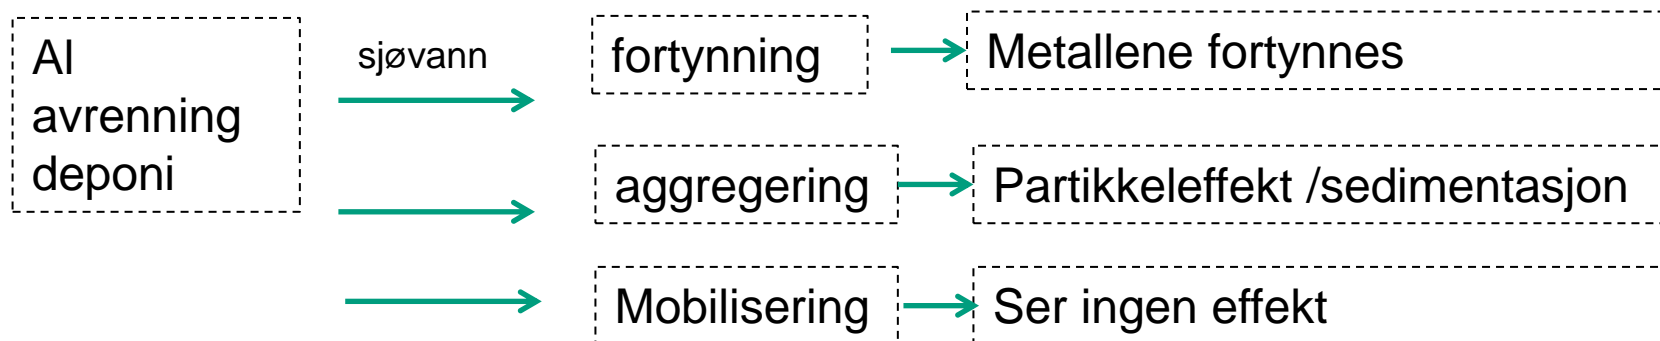 Al
avrenning
deponi
sjøvann
fortynning
Metallene fortynnes
aggregering
Partikkeleffekt /sedimentasjon
Mobilisering
Ser ingen effekt